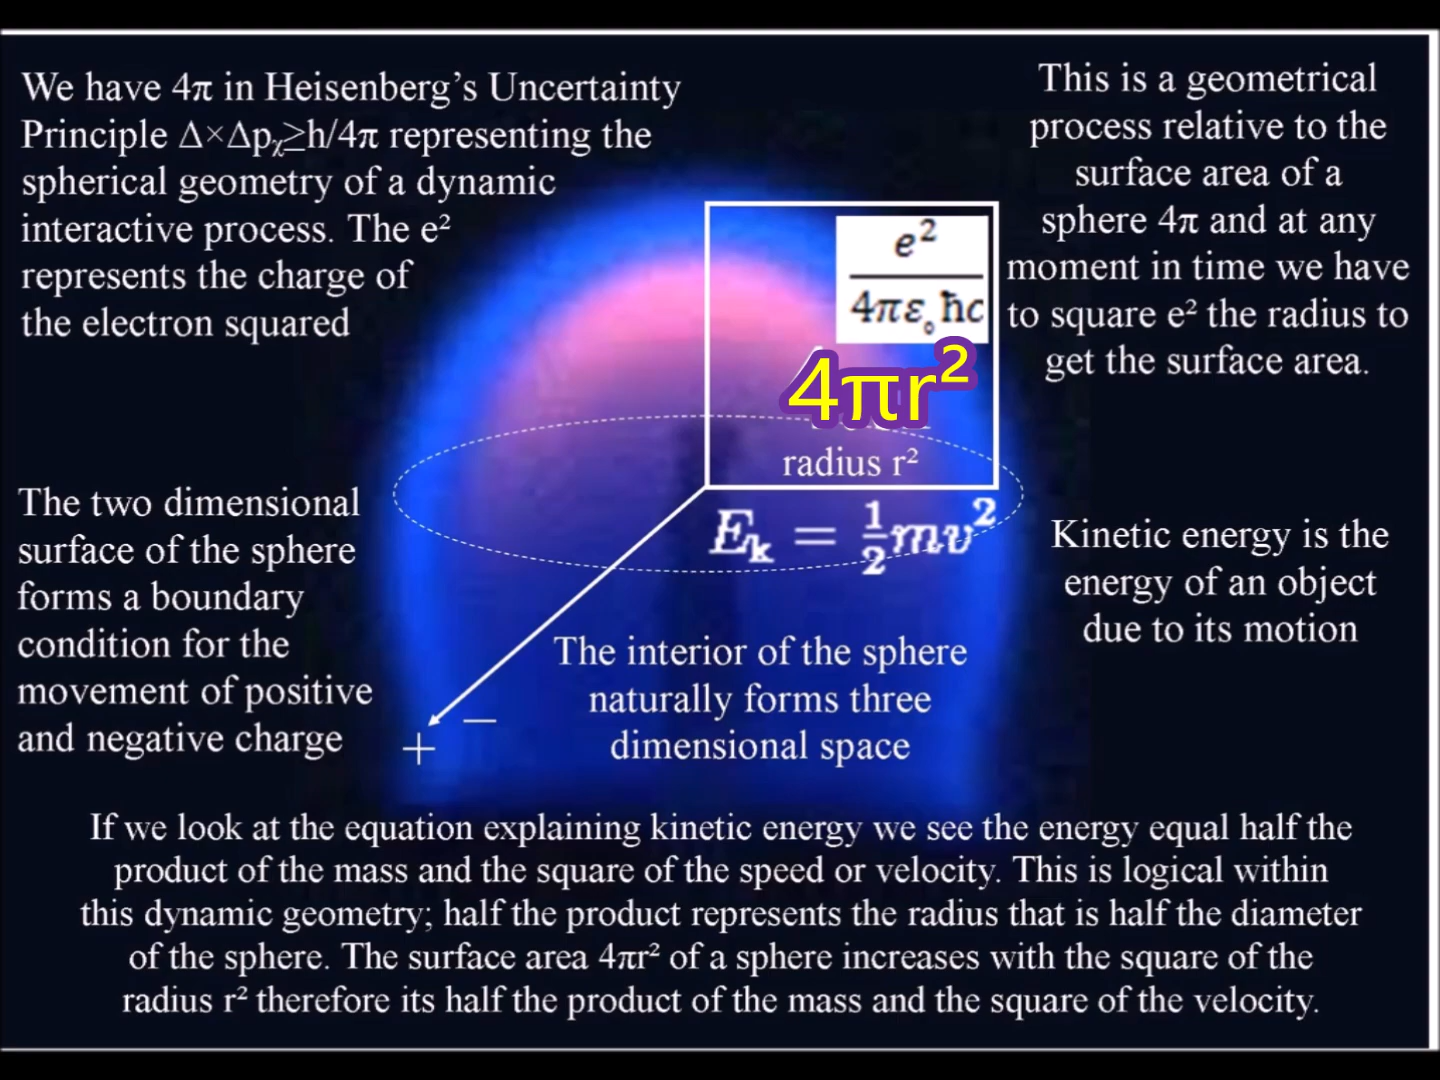 We have 4π in Heisenberg’s Uncertainty
Principle Δ×Δpᵪ≥h/4π representing the
spherical geometry of a dynamic
interactive process. The e²
represents the charge of
the electron squared
This is a geometrical
process relative to the
surface area of a
sphere 4π and at any
moment in time we have
to square e² the radius to
get the surface area.
e²
4πε₀ħc
4πr²
radius r²
Eₖ = ½mv²
The two dimensional
surface of the sphere
forms a boundary
condition for the
movement of positive
and negative charge
Kinetic energy is the
energy of an object
due to its motion
The interior of the sphere
naturally forms three
dimensional space
+ −
If we look at the equation explaining kinetic energy we see the energy equal half the
product of the mass and the square of the speed or velocity. This is logical within
this dynamic geometry; half the product represents the radius that is half the diameter
of the sphere. The surface area 4πr² of a sphere increases with the square of the
radius r² therefore its half the product of the mass and the square of the velocity.